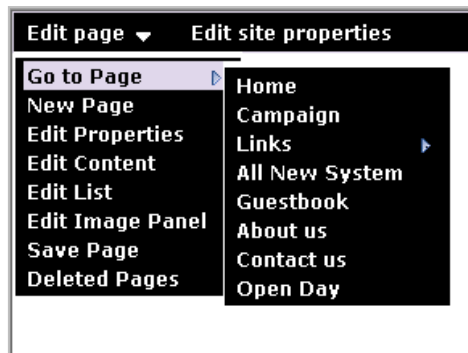 Edit page Edit site properties
Go to Page
New Page
Edit Properties
Edit Content
Edit List
Edit Image Panel
Save Page
Deleted Pages
Home
Campaign
Links
All New System
Guestbook
About us
Contact us
Open Day